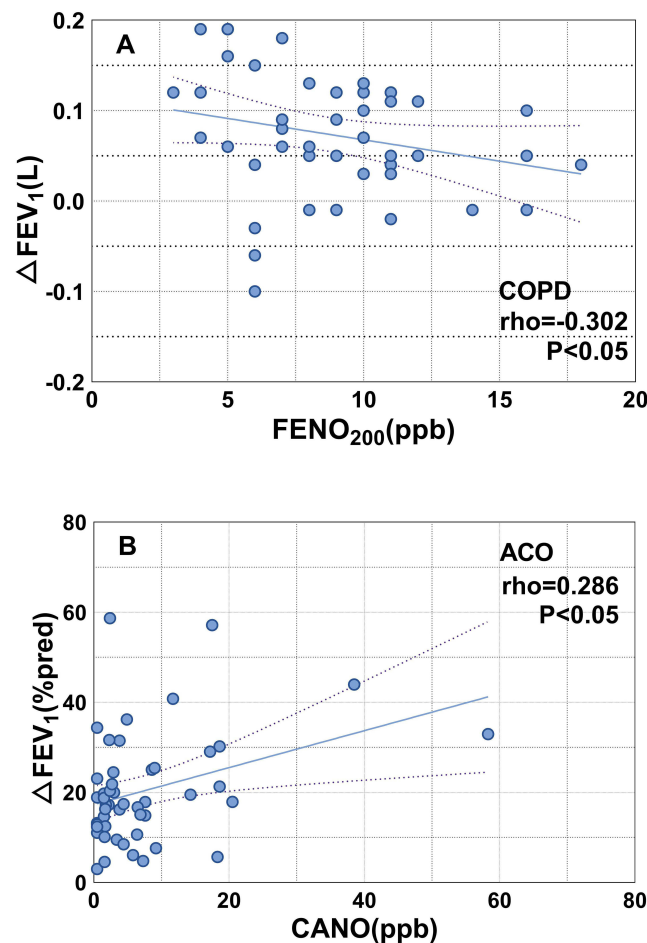 A
0.2
0.1
0.0
-0.1
-0.2
△FEV₁(L)
COPD
rho=-0.302
P<0.05
0 5 10 15 20
FENO₂₀₀(ppb)
B
80
60
40
20
0
△FEV₁(%pred)
ACO
rho=0.286
P<0.05
0 20 40 60 80
CANO(ppb)